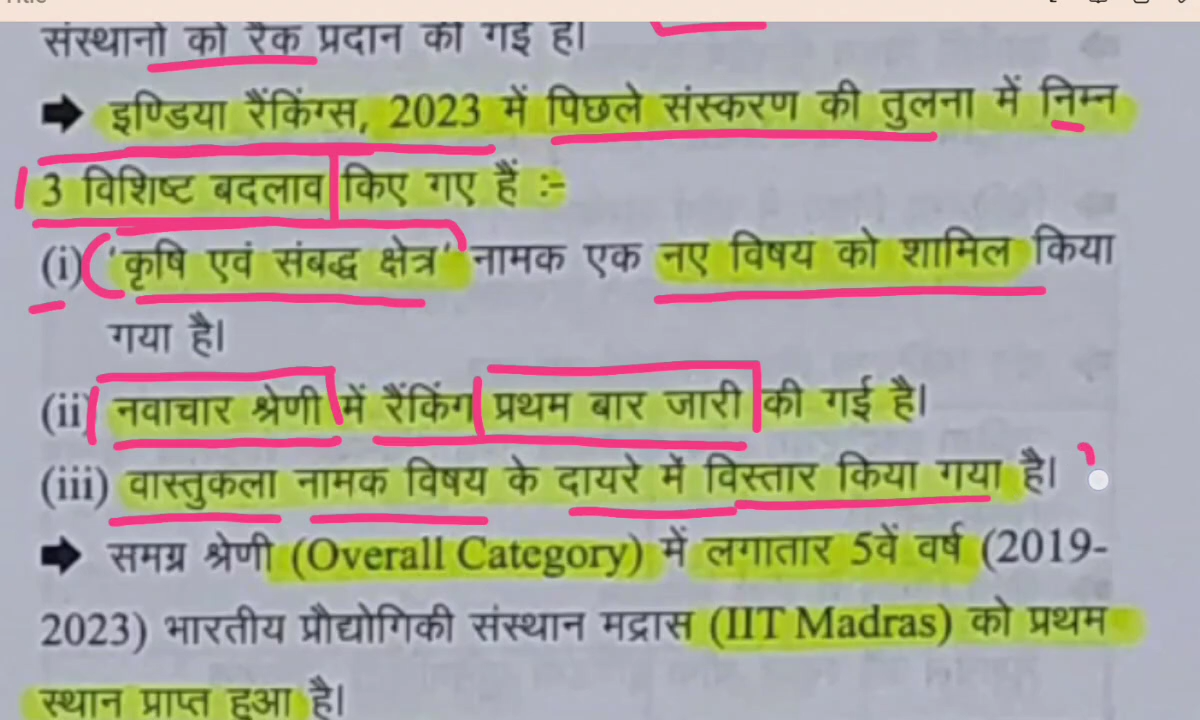 संस्थानों को रैंक प्रदान की गई है।
➡ इण्डिया रैंकिंग्स, 2023 में पिछले संस्करण की तुलना में निम्न
3 विशिष्ट बदलाव किए गए हैं :-
(i) 'कृषि एवं संबद्ध क्षेत्र' नामक एक नए विषय को शामिल किया
गया है।
(ii) नवाचार श्रेणी में रैंकिंग प्रथम बार जारी की गई है।
(iii) वास्तुकला नामक विषय के दायरे में विस्तार किया गया है।
➡ समग्र श्रेणी (Overall Category) में लगातार 5वें वर्ष (2019-
2023) भारतीय प्रौद्योगिकी संस्थान मद्रास (IIT Madras) को प्रथम
स्थान प्राप्त हुआ है।